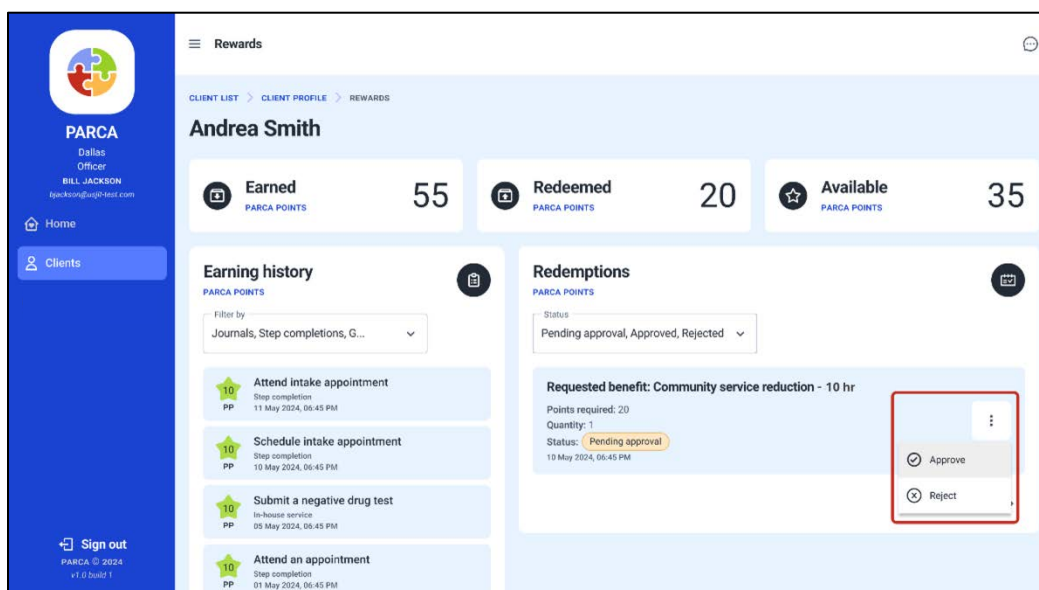 PARCA
Dallas
Officer
BILL JACKSON
bjackson@usjii-test.com
Home
Clients
Sign out
PARCA © 2024
v1.0 build 1
Rewards
CLIENT LIST > CLIENT PROFILE > REWARDS
Andrea Smith
Earned
PARCA POINTS
55
Redeemed
PARCA POINTS
20
Available
PARCA POINTS
35
Earning history
PARCA POINTS
Filter by
Journals, Step completions, G...
10
PP
Attend intake appointment
Step completion
11 May 2024, 06:45 PM
10
PP
Schedule intake appointment
Step completion
10 May 2024, 06:45 PM
10
PP
Submit a negative drug test
In-house service
05 May 2024, 06:45 PM
10
PP
Attend an appointment
Step completion
01 May 2024, 06:45 PM
Redemptions
PARCA POINTS
Status
Pending approval, Approved, Rejected
Requested benefit: Community service reduction - 10 hr
Points required: 20
Quantity: 1
Status: Pending approval
10 May 2024, 06:45 PM
Approve
Reject